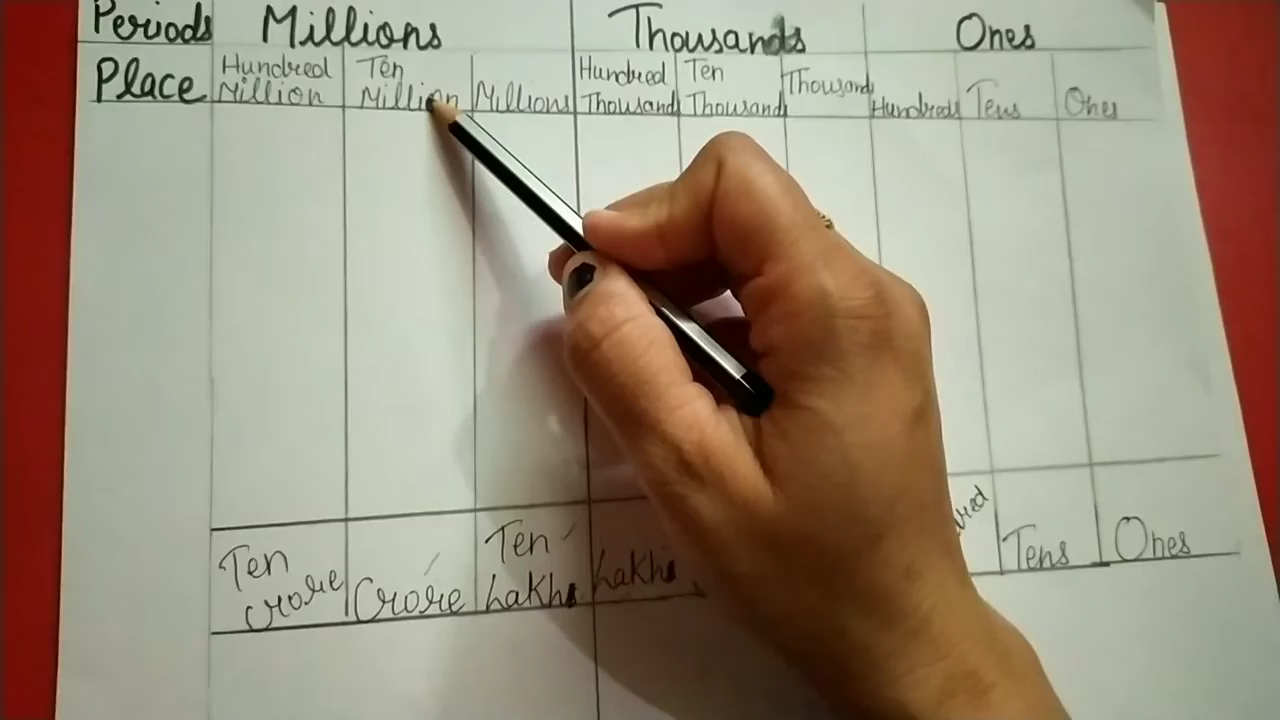 Periods Millions Thousands Ones
Place Hundred Million Ten Million Millions Hundred Thousand Ten Thousand Thousand Hundreds Tens Ones
Ten Crore Crore Ten Lakhs Lakhs Tens Ones